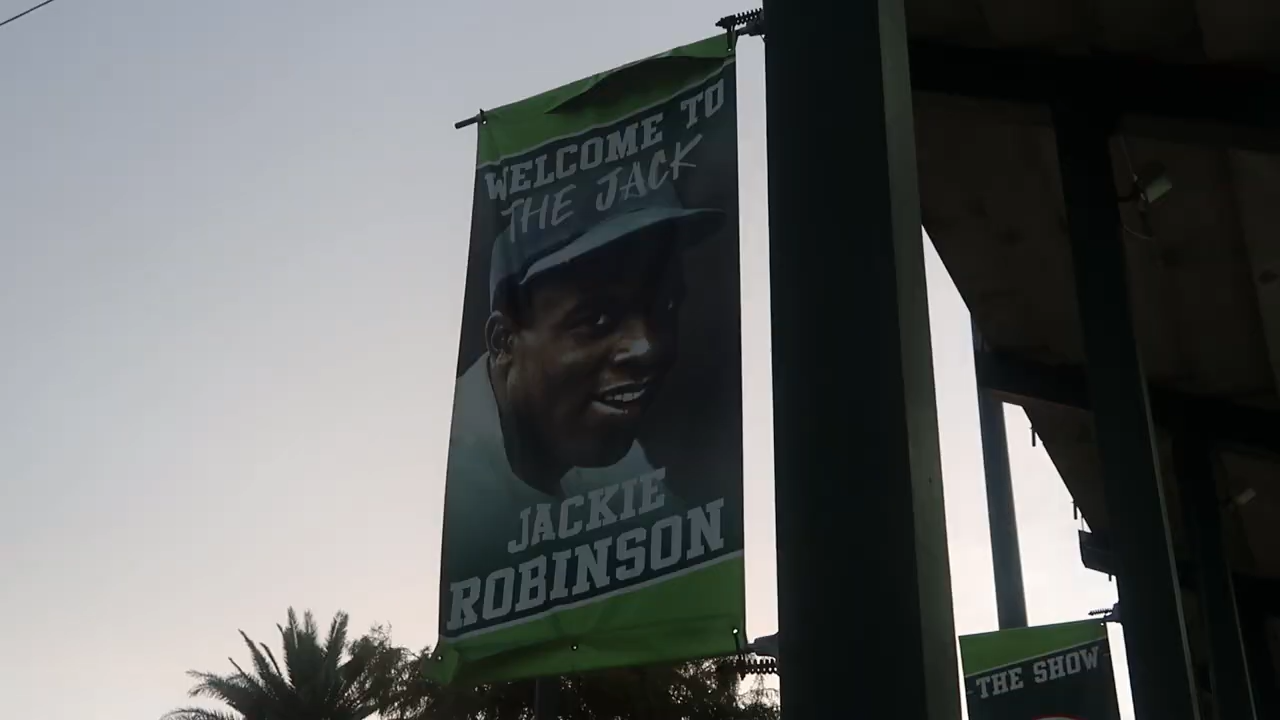 WELCOME TO
THE JACK
JACKIE
ROBINSON
THE SHOW